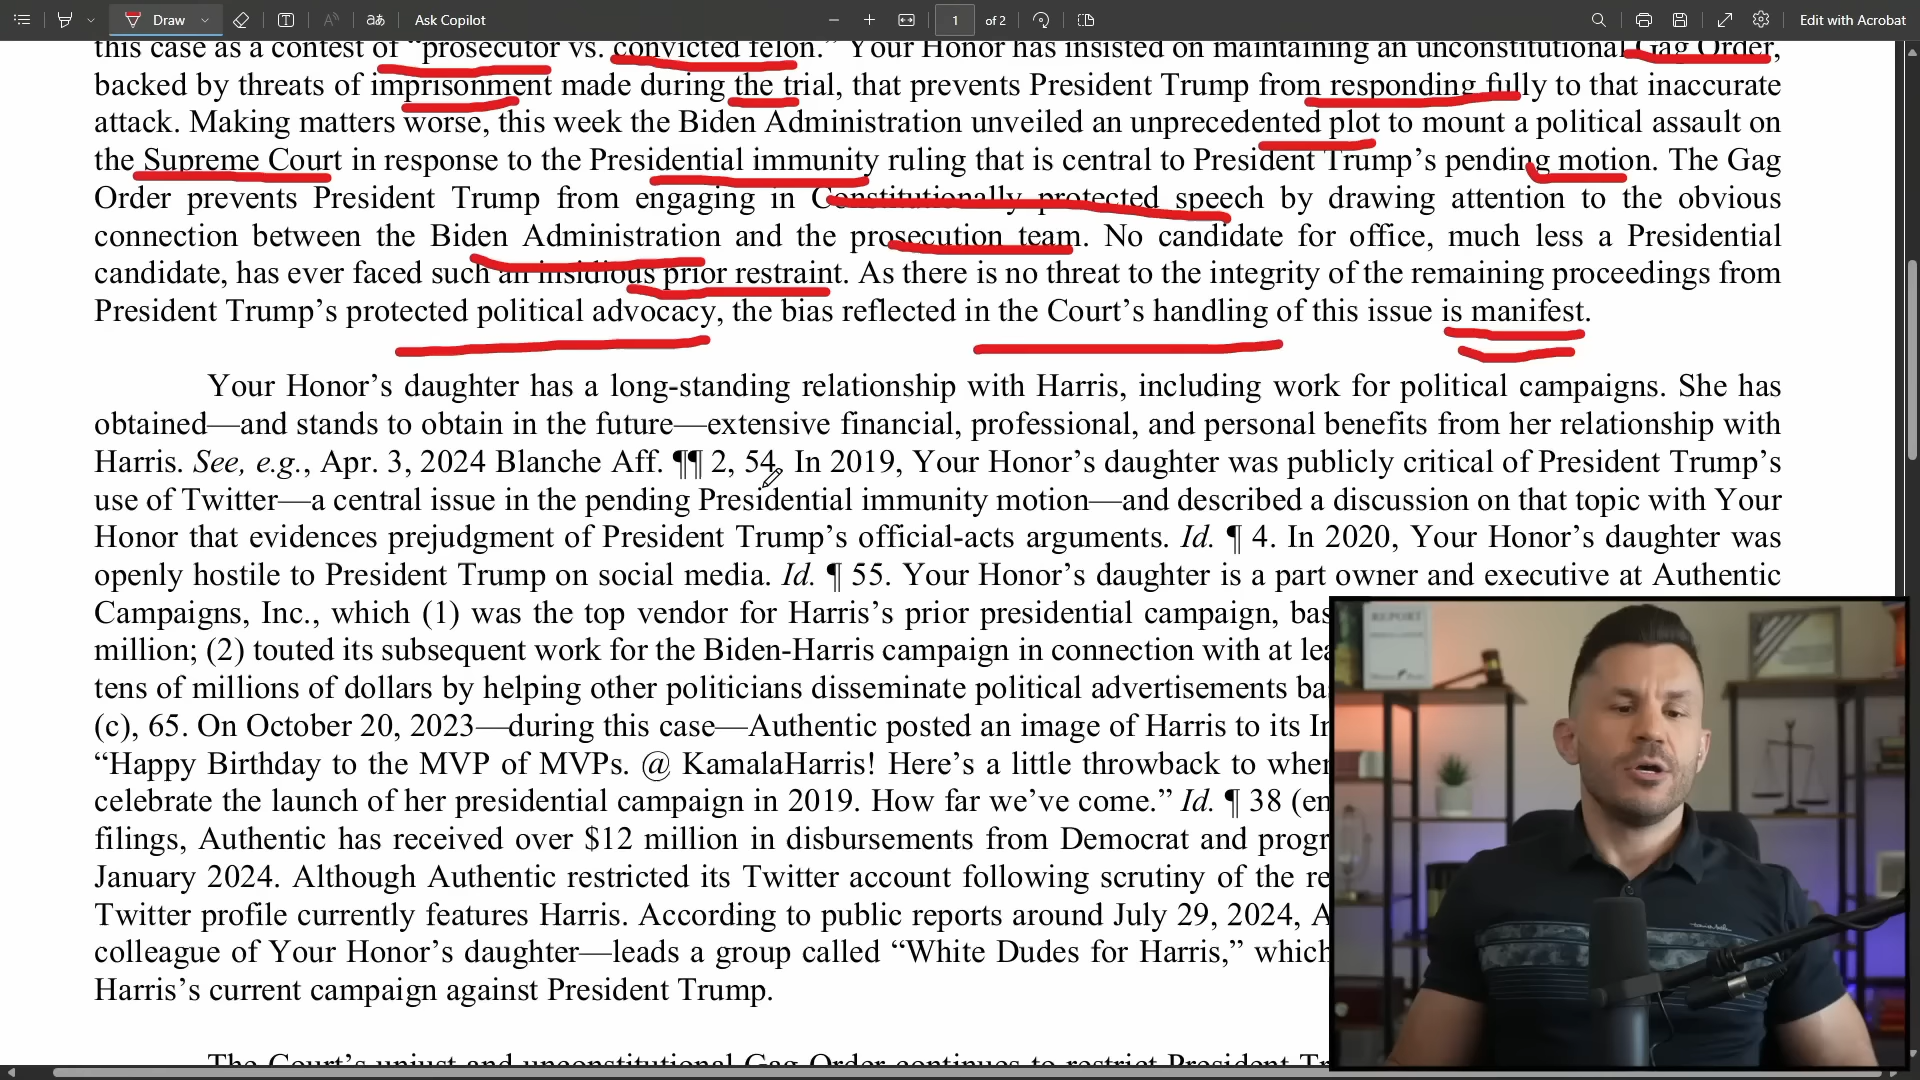 Draw
aあ
Ask Copilot
1
of 2
Edit with Acrobat
this case as a contest of “prosecutor vs. convicted felon.” Your Honor has insisted on maintaining an unconstitutional Gag Order,
backed by threats of imprisonment made during the trial, that prevents President Trump from responding fully to that inaccurate
attack. Making matters worse, this week the Biden Administration unveiled an unprecedented plot to mount a political assault on
the Supreme Court in response to the Presidential immunity ruling that is central to President Trump’s pending motion. The Gag
Order prevents President Trump from engaging in Constitutionally protected speech by drawing attention to the obvious
connection between the Biden Administration and the prosecution team. No candidate for office, much less a Presidential
candidate, has ever faced such an insidious prior restraint. As there is no threat to the integrity of the remaining proceedings from
President Trump’s protected political advocacy, the bias reflected in the Court’s handling of this issue is manifest.
Your Honor’s daughter has a long-standing relationship with Harris, including work for political campaigns. She has
obtained—and stands to obtain in the future—extensive financial, professional, and personal benefits from her relationship with
Harris. See, e.g., Apr. 3, 2024 Blanche Aff. ¶¶ 2, 54. In 2019, Your Honor’s daughter was publicly critical of President Trump’s
use of Twitter—a central issue in the pending Presidential immunity motion—and described a discussion on that topic with Your
Honor that evidences prejudgment of President Trump’s official-acts arguments. Id. ¶ 4. In 2020, Your Honor’s daughter was
openly hostile to President Trump on social media. Id. ¶ 55. Your Honor’s daughter is a part owner and executive at Authentic
Campaigns, Inc., which (1) was the top vendor for Harris’s prior presidential campaign, bas
million; (2) touted its subsequent work for the Biden-Harris campaign in connection with at lea
tens of millions of dollars by helping other politicians disseminate political advertisements ba
(c), 65. On October 20, 2023—during this case—Authentic posted an image of Harris to its In
“Happy Birthday to the MVP of MVPs. @ KamalaHarris! Here’s a little throwback to when
celebrate the launch of her presidential campaign in 2019. How far we’ve come.” Id. ¶ 38 (em
filings, Authentic has received over $12 million in disbursements from Democrat and progr
January 2024. Although Authentic restricted its Twitter account following scrutiny of the re
Twitter profile currently features Harris. According to public reports around July 29, 2024, A
colleague of Your Honor’s daughter—leads a group called “White Dudes for Harris,” which
Harris’s current campaign against President Trump.
The Court’s unjust and unconstitutional Gag Order continues to restrict President Tr
REPORT